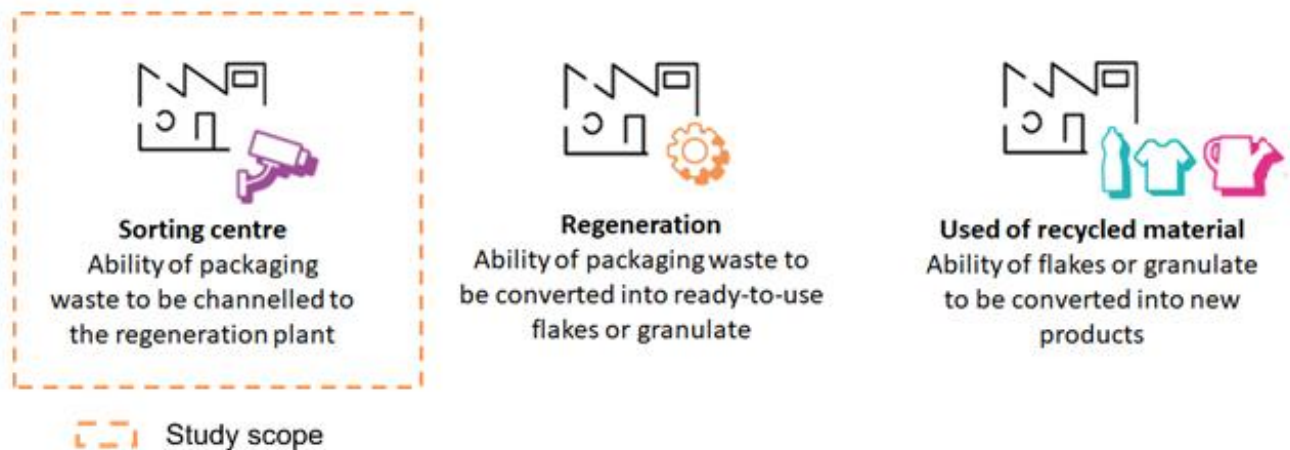 Sorting centre
Ability of packaging
waste to be channelled to
the regeneration plant
Regeneration
Ability of packaging waste to
be converted into ready-to-use
flakes or granulate
Used of recycled material
Ability of flakes or granulate
to be converted into new
products
Study scope